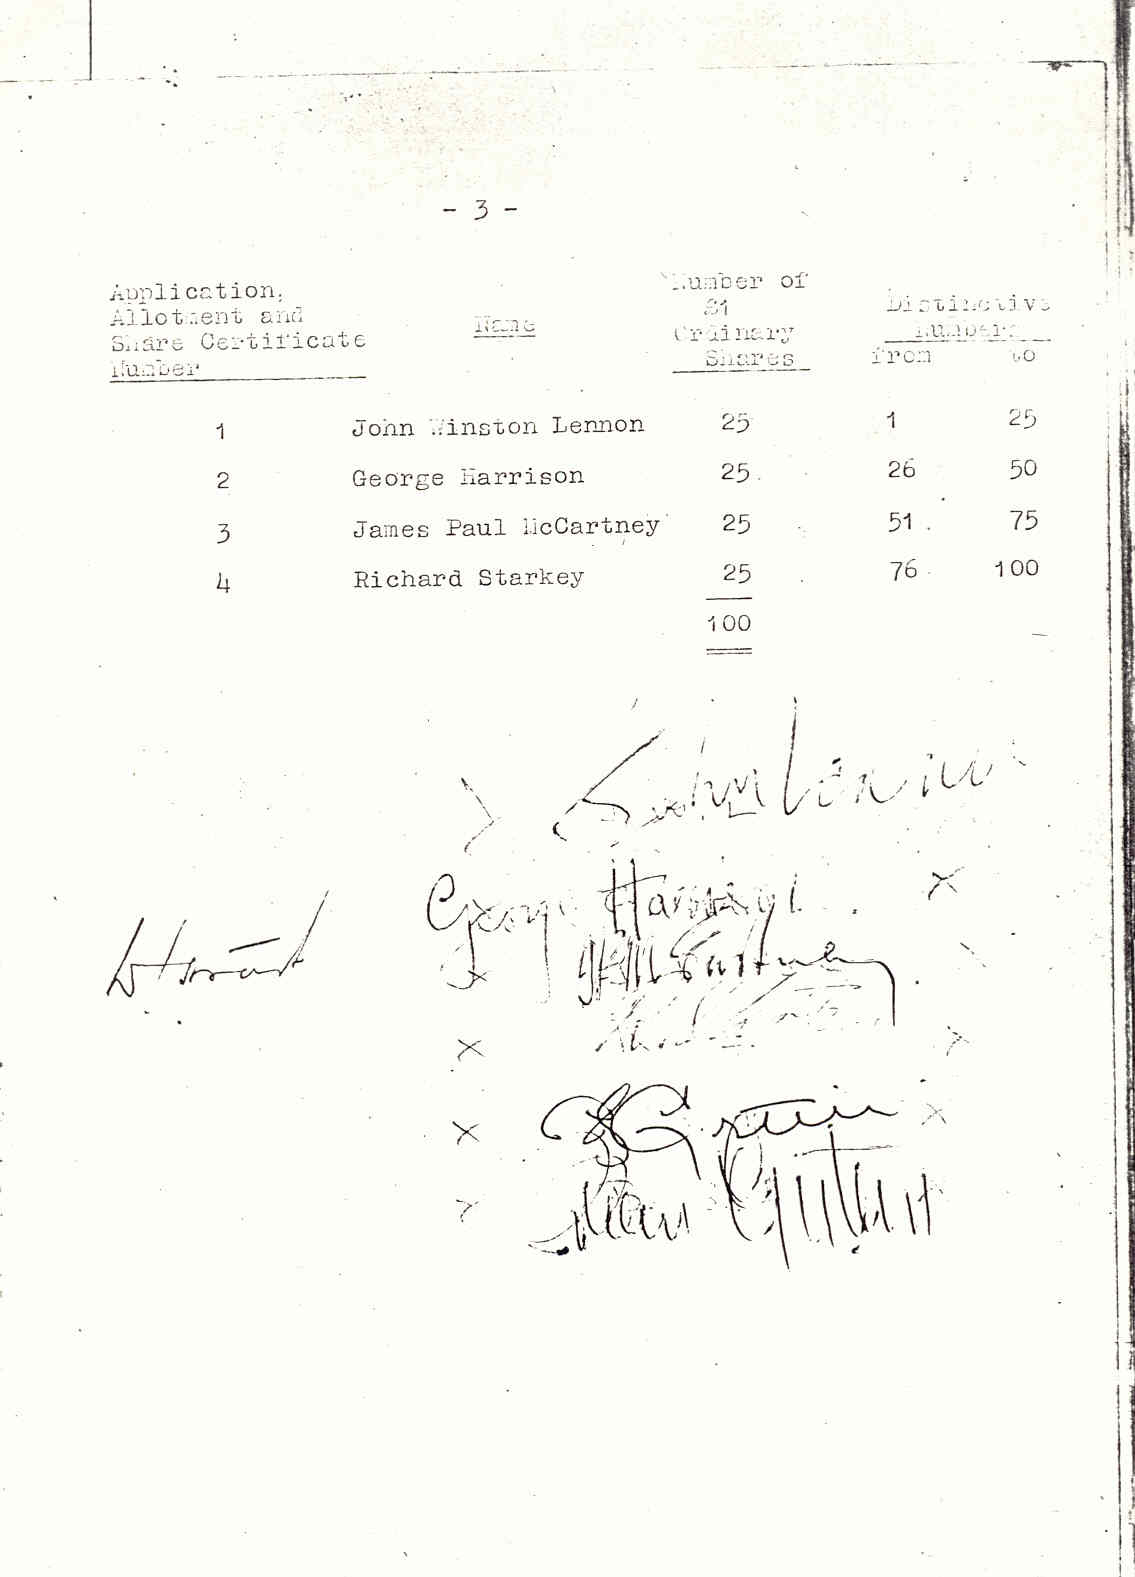 - 3 -
Application, Number of
Allotment and £1 Distinctive
Share Certificate Name Ordinary Numbers
Number Shares from to
1 John Winston Lennon 25 1 25
2 George Harrison 25 26 50
3 James Paul McCartney 25 51 75
4 Richard Starkey 25 76 100
100
John Lennon
George Harrison
J P McCartney
B Epstein